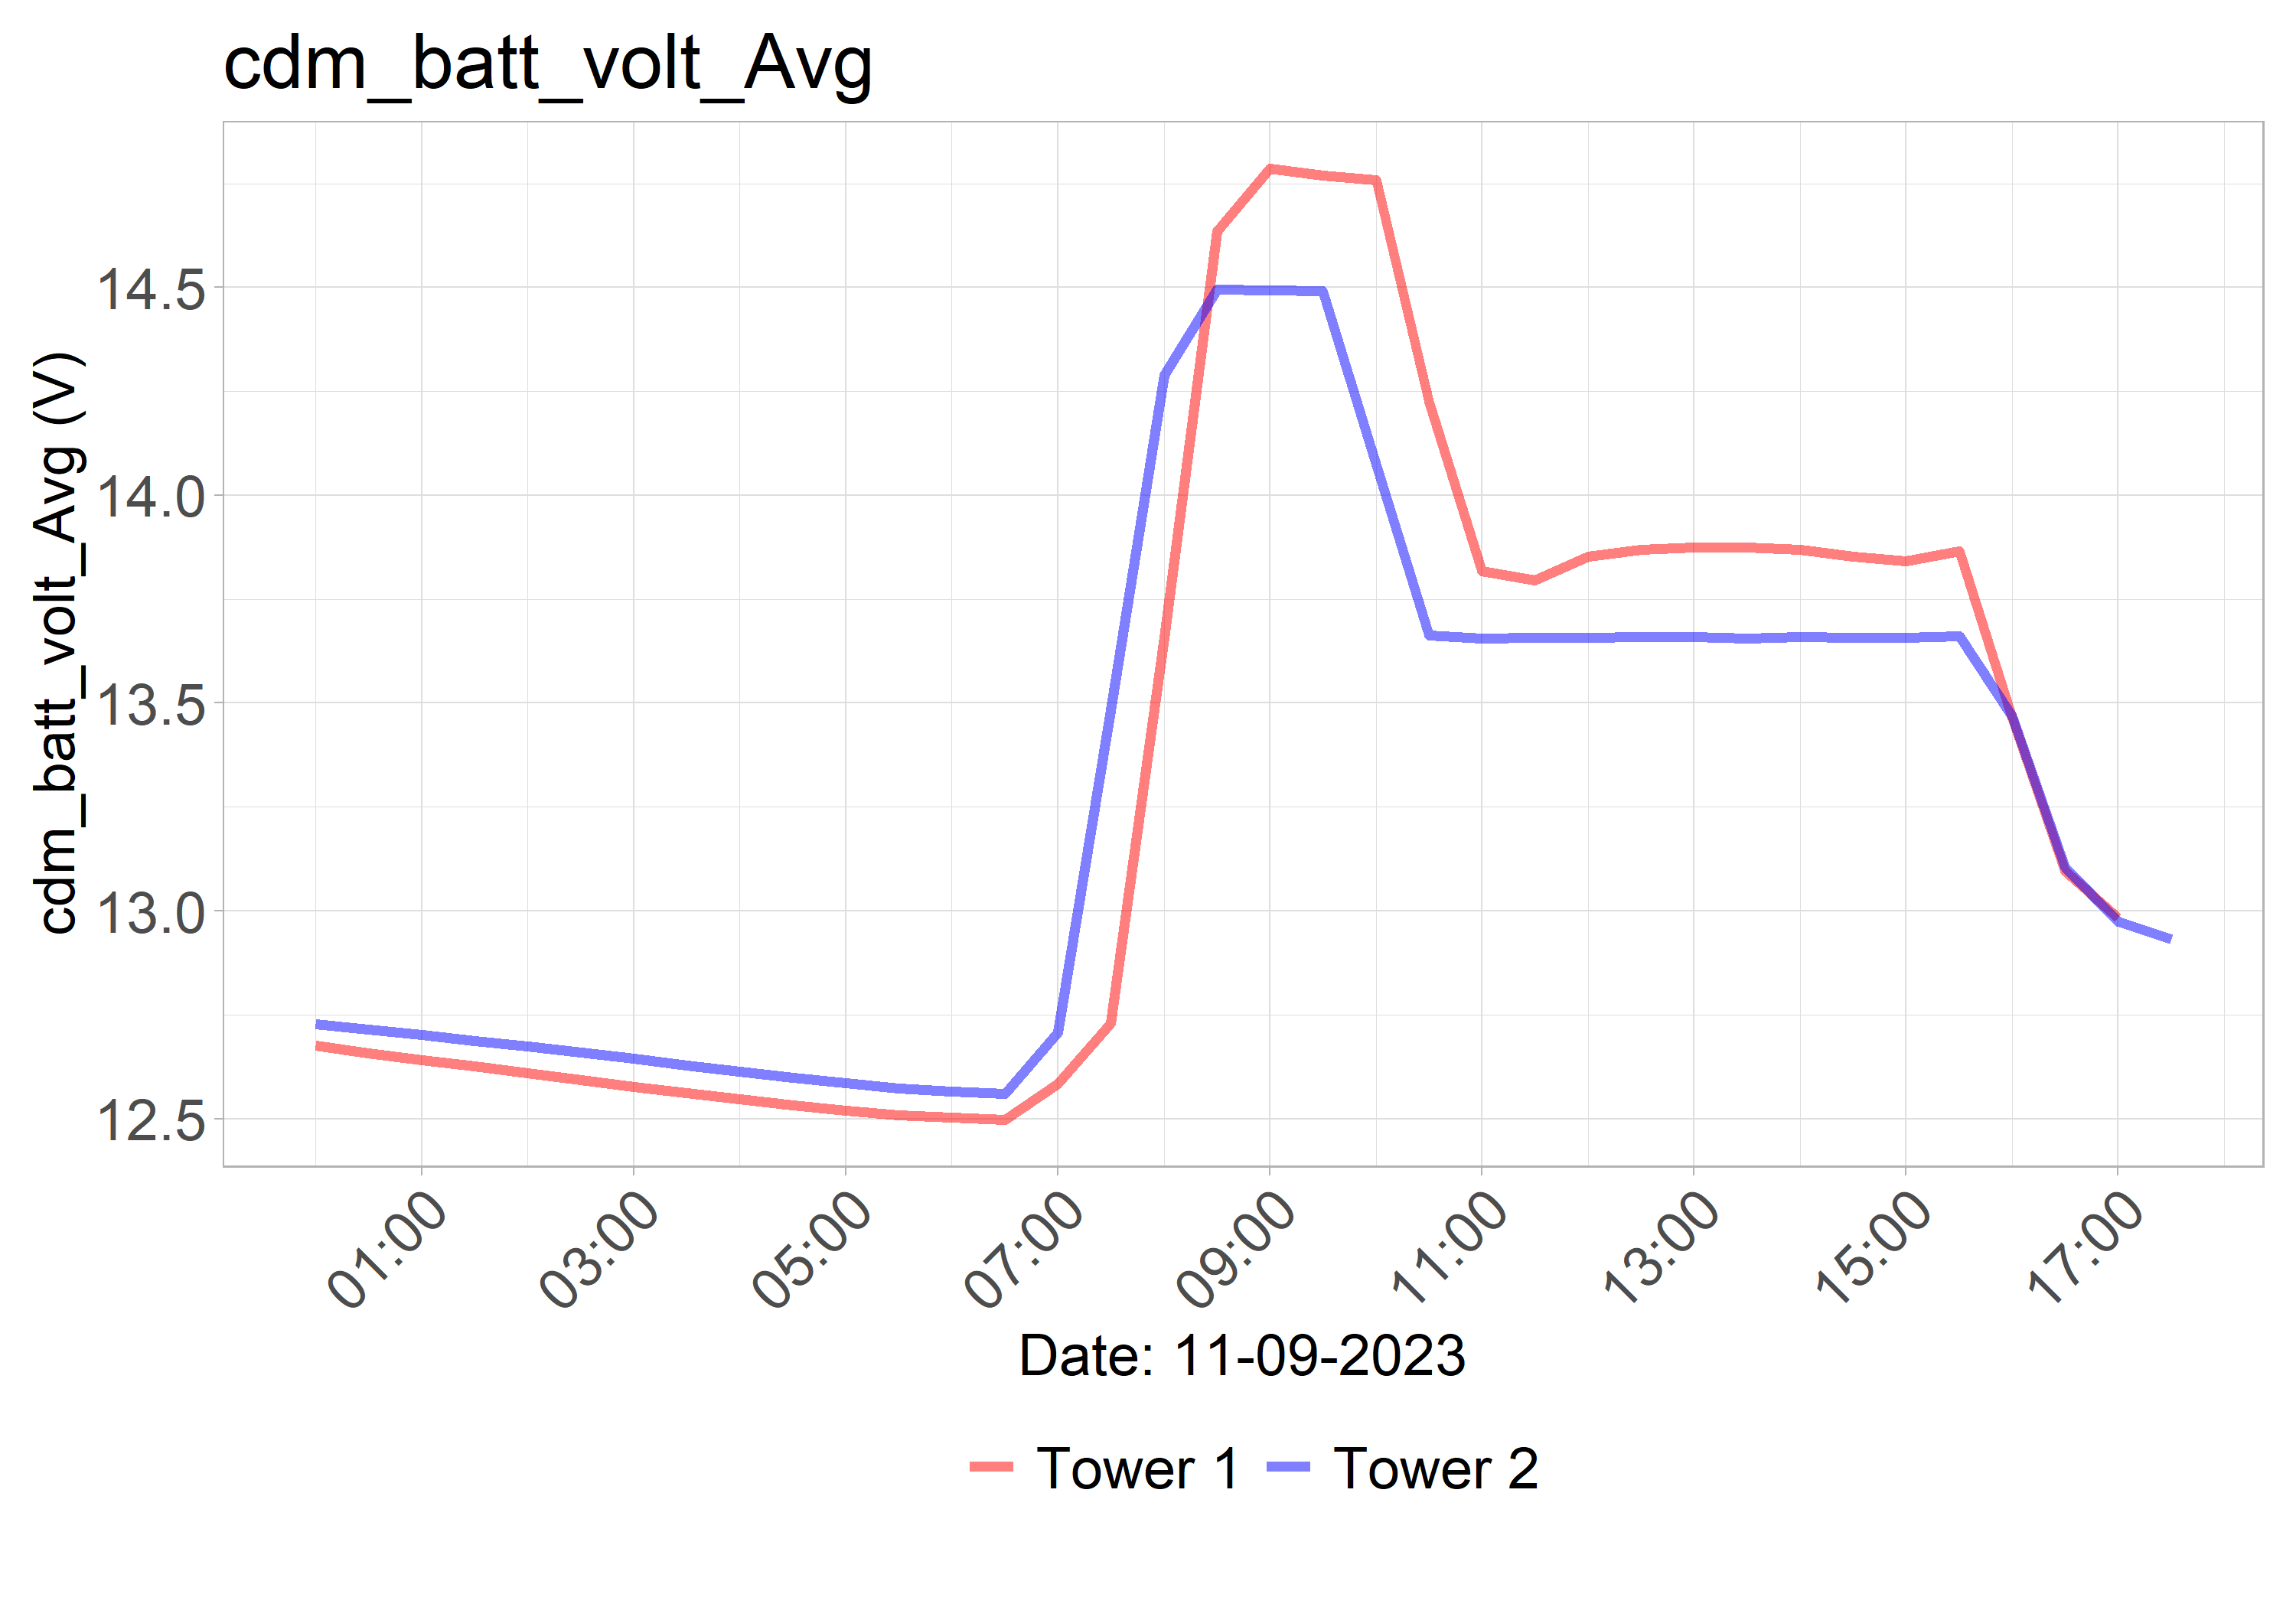 cdm_batt_volt_Avg
cdm_batt_volt_Avg (V)
14.5
14.0
13.5
13.0
12.5
01:00
03:00
05:00
07:00
09:00
11:00
13:00
15:00
17:00
Date: 11-09-2023
Tower 1
Tower 2